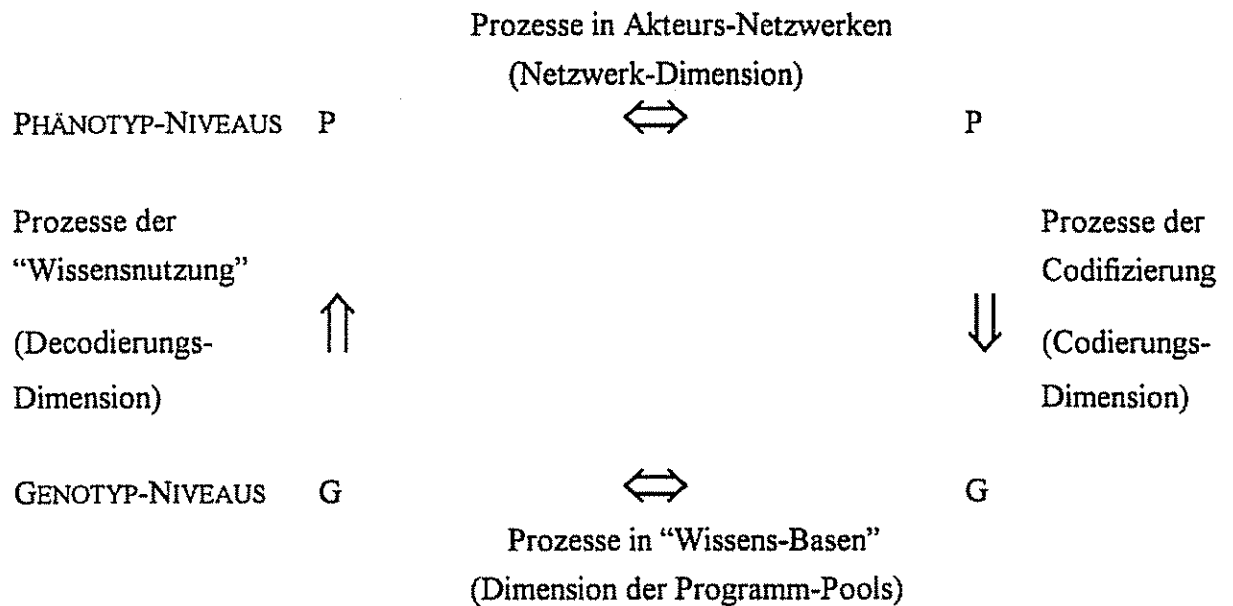 Prozesse in Akteurs-Netzwerken
(Netzwerk-Dimension)
PHÄNOTYP-NIVEAUS P ⇔ P
Prozesse der
“Wissensnutzung”
(Decodierungs-
Dimension)
⇑
⇓
Prozesse der
Codifizierung
(Codierungs-
Dimension)
GENOTYP-NIVEAUS G ⇔ G
Prozesse in “Wissens-Basen”
(Dimension der Programm-Pools)